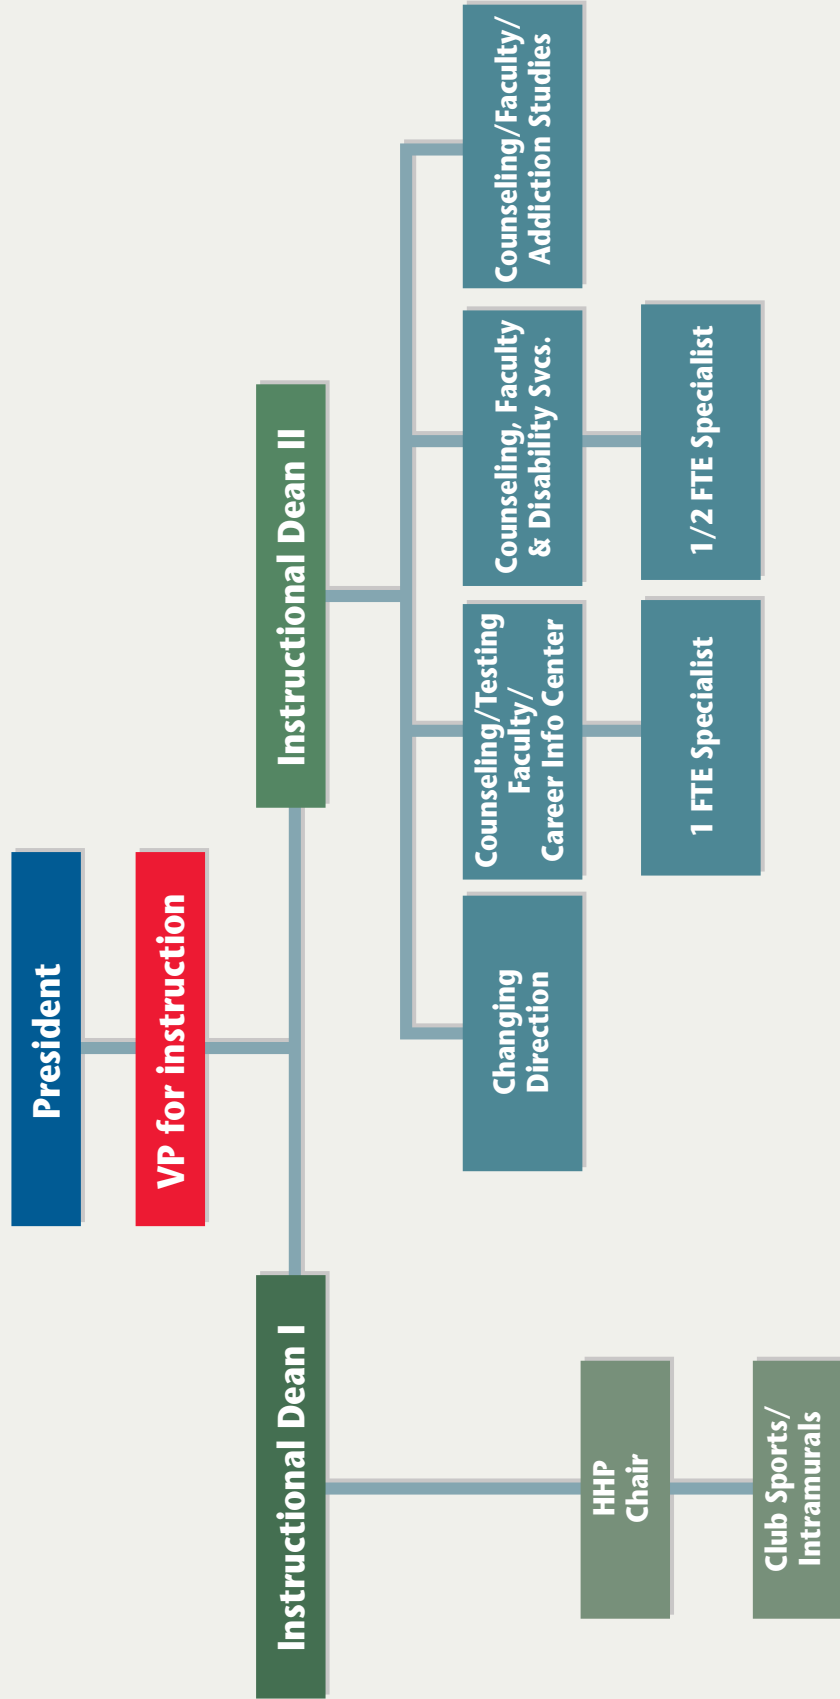 President
VP for instruction
Instructional Dean I
Instructional Dean II
HHP
Chair
Club Sports/
Intramurals
Changing
Direction
Counseling/Testing
Faculty/
Career Info Center
Counseling, Faculty
& Disability Svcs.
Counseling/Faculty/
Addiction Studies
1 FTE Specialist
1/2 FTE Specialist